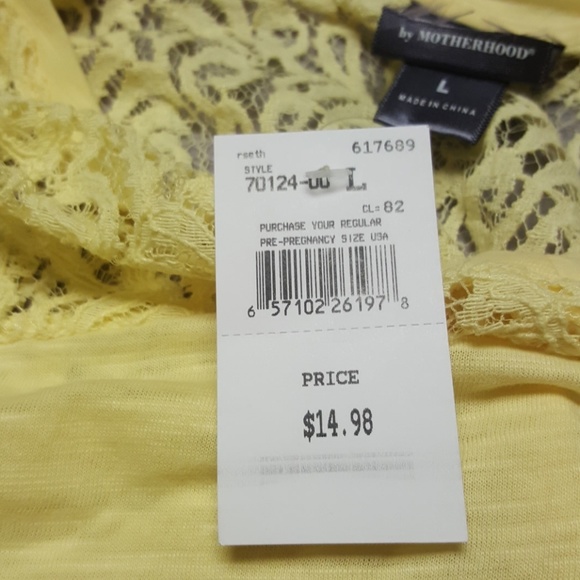 by MOTHERHOOD®
L
MADE IN CHINA
rseth 617689
STYLE
70124-00 L
CL= 82
PURCHASE YOUR REGULAR
PRE-PREGNANCY SIZE USA
6 57102 26197 8
PRICE
$14.98